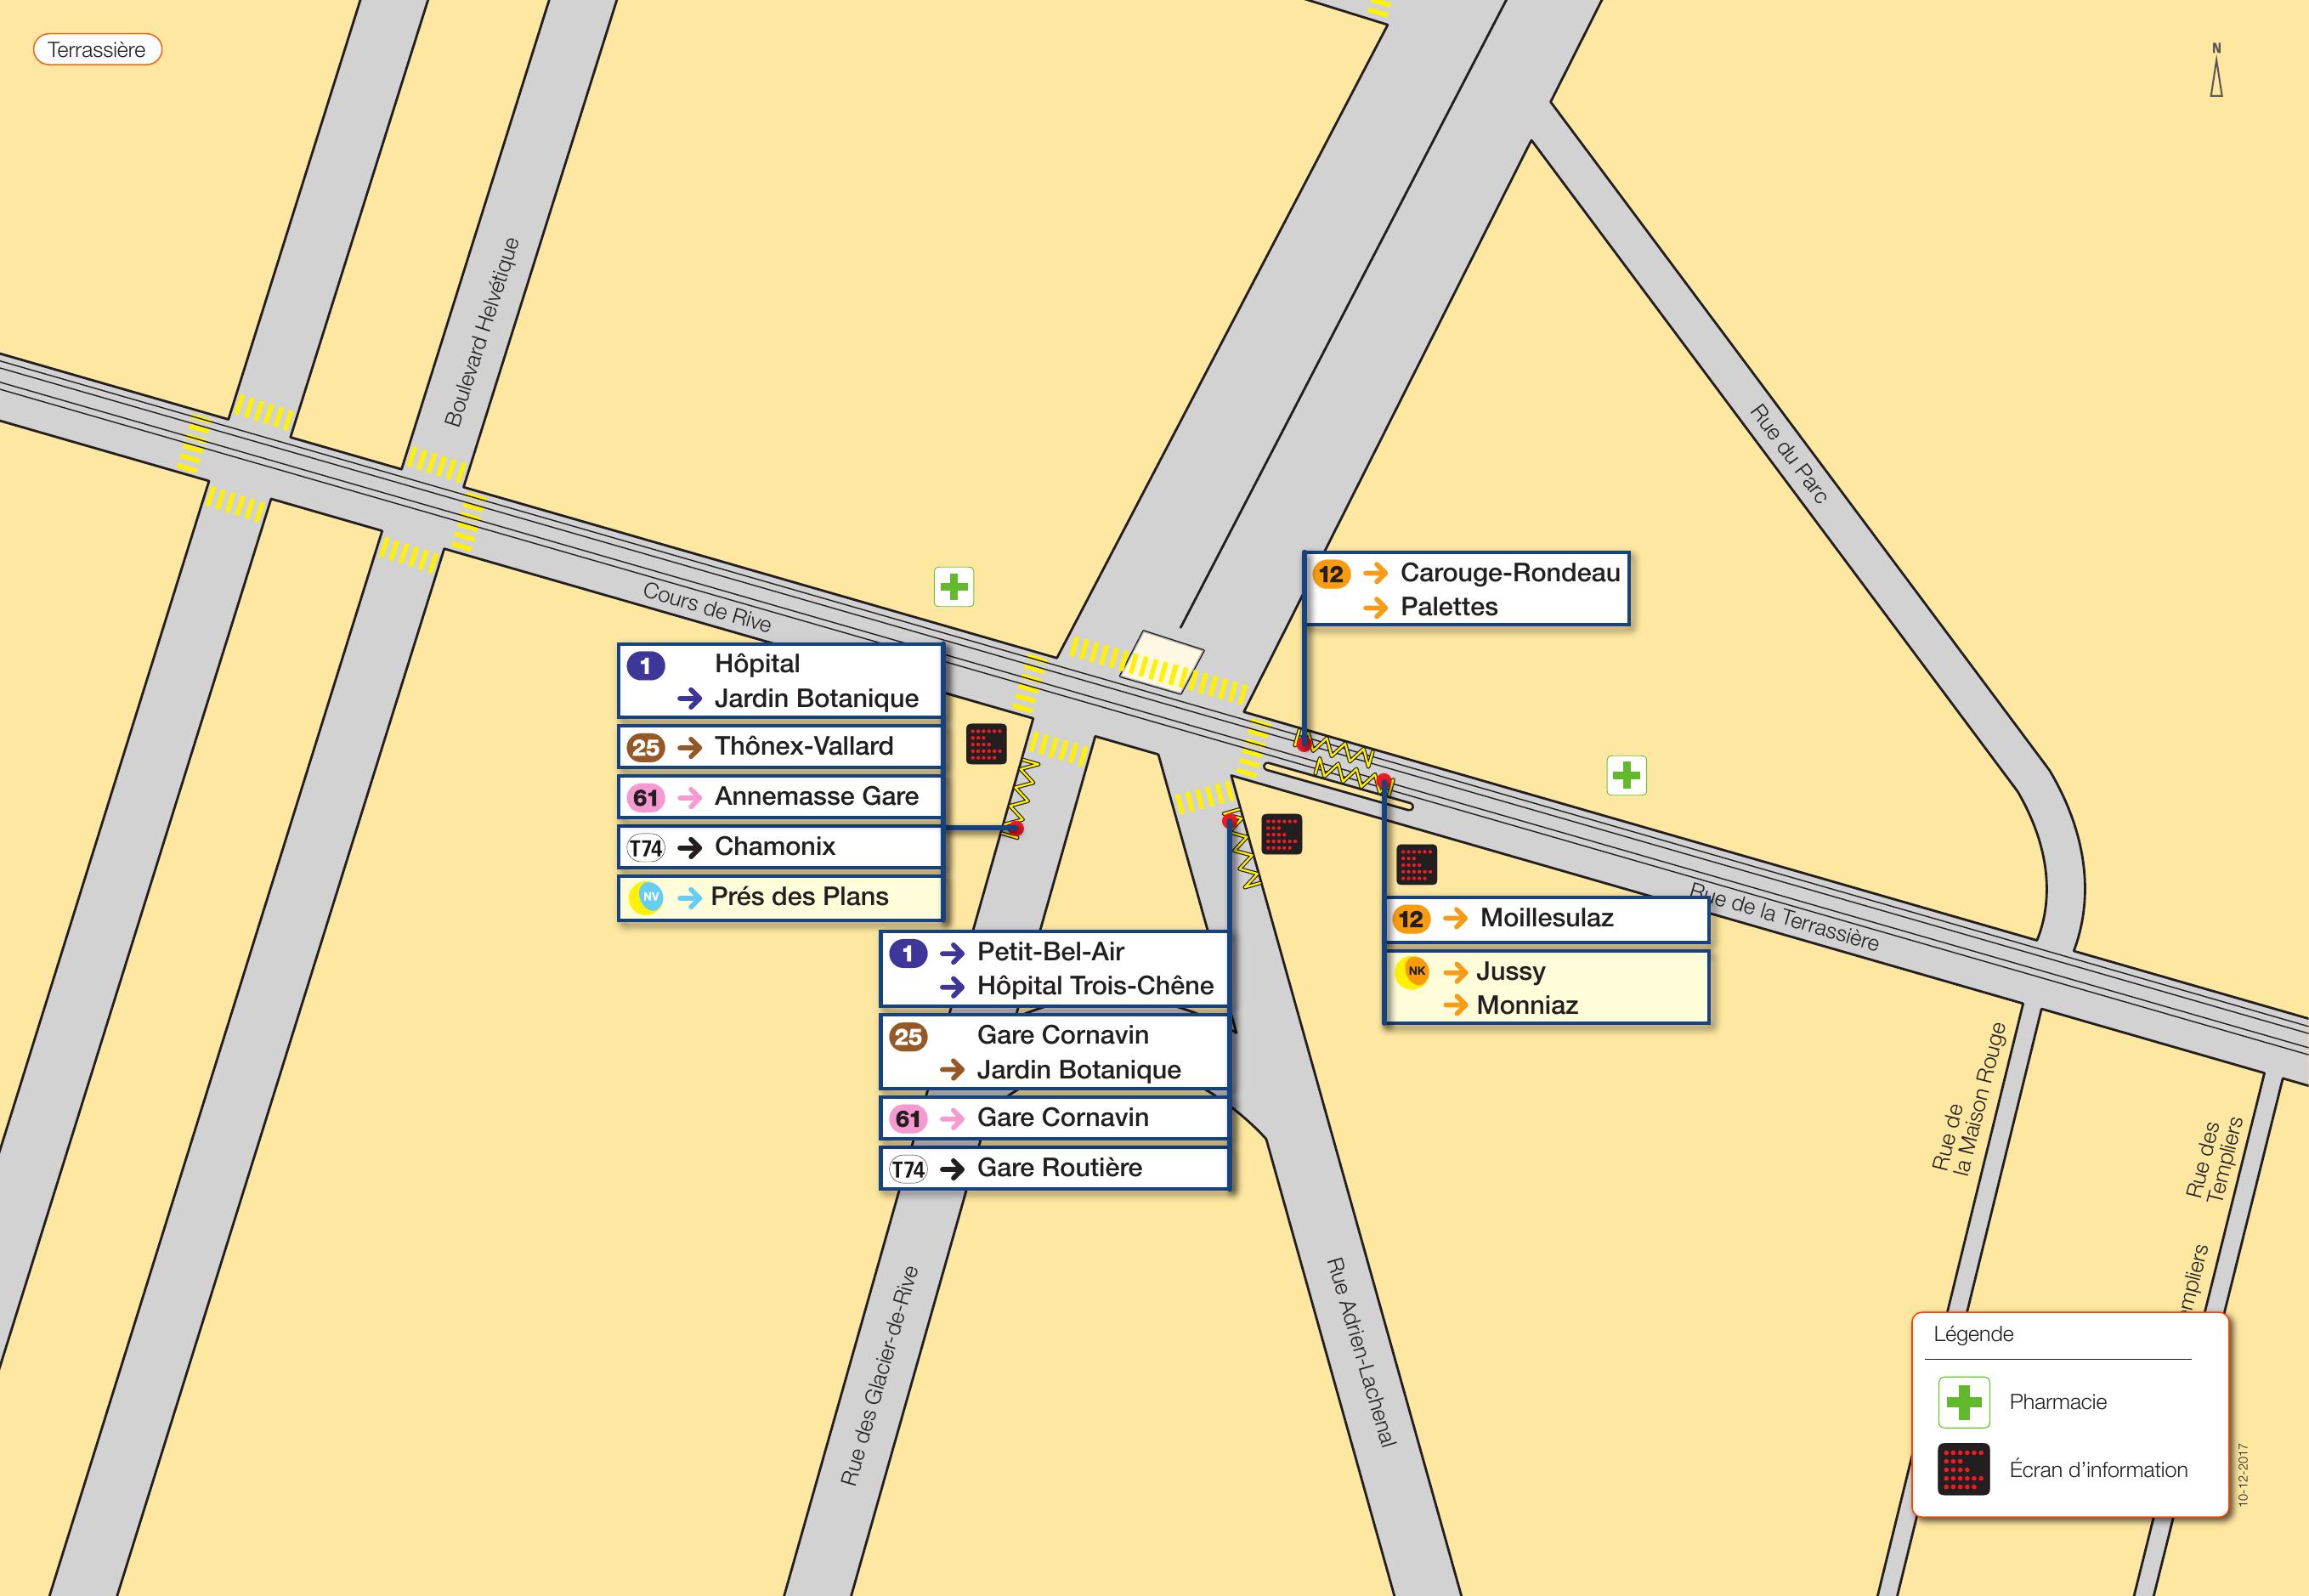 Terrassière
N
Boulevard Helvétique
Rue du Parc
Cours de Rive
12 Carouge-Rondeau
Palettes
1 Hôpital
Jardin Botanique
25 Thônex-Vallard
61 Annemasse Gare
T74 Chamonix
NV Prés des Plans
Rue de la Terrassière
12 Moillesulaz
NK Jussy
Monniaz
1 Petit-Bel-Air
Hôpital Trois-Chêne
25 Gare Cornavin
Jardin Botanique
61 Gare Cornavin
T74 Gare Routière
Rue de
la Maison Rouge
Rue des
Templiers
empliers
Rue des Glacier-de-Rive
Rue Adrien-Lachenal
Légende
Pharmacie
Écran d'information
10-12-2017